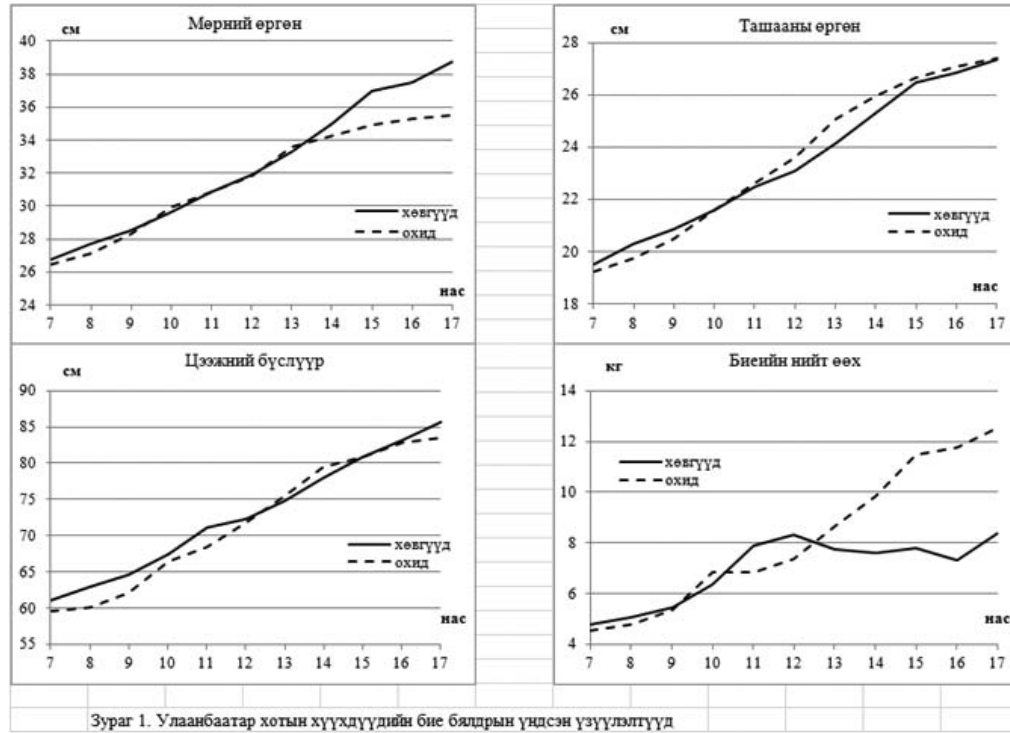 Мөрний өргөн
см
40
38
36
34
32
30
28
26
24
хөвгүүд
охид
нас
7 8 9 10 11 12 13 14 15 16 17
Ташааны өргөн
см
28
26
24
22
20
18
хөвгүүд
охид
нас
7 8 9 10 11 12 13 14 15 16 17
Цээжний бүслүүр
см
90
85
80
75
70
65
60
55
хөвгүүд
охид
нас
7 8 9 10 11 12 13 14 15 16 17
Биеийн нийт өөх
кг
14
12
10
8
6
4
хөвгүүд
охид
нас
7 8 9 10 11 12 13 14 15 16 17
Зураг 1. Улаанбаатар хотын хүүхдүүдийн бие бялдрын үндсэн үзүүлэлтүүд